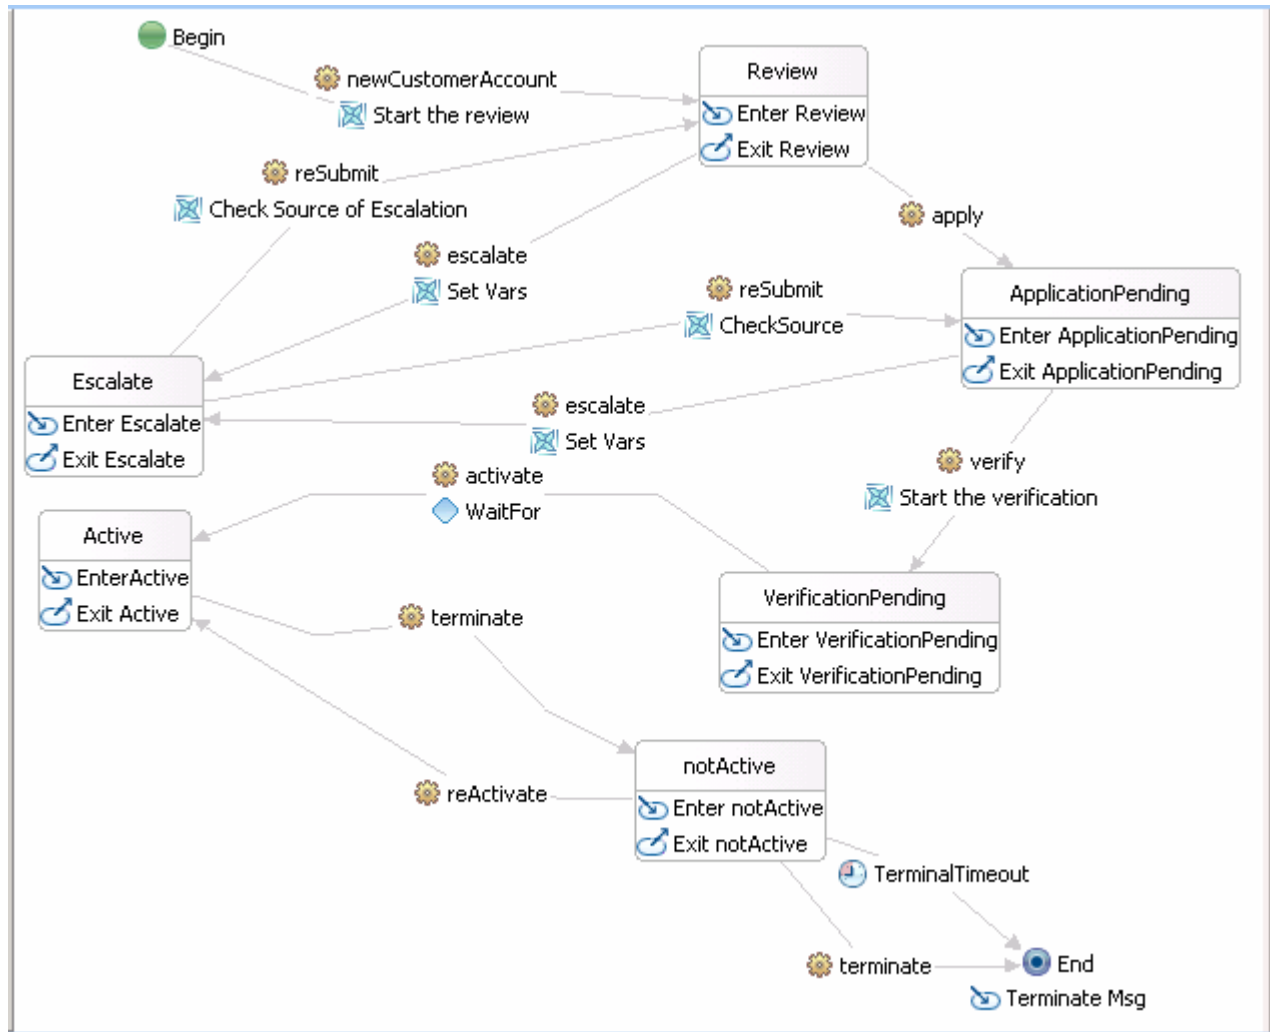 Begin
newCustomerAccount
Start the review
Review
Enter Review
Exit Review
reSubmit
Check Source of Escalation
apply
escalate
Set Vars
reSubmit
CheckSource
ApplicationPending
Enter ApplicationPending
Exit ApplicationPending
Escalate
Enter Escalate
Exit Escalate
escalate
Set Vars
verify
Start the verification
activate
WaitFor
Active
EnterActive
Exit Active
terminate
VerificationPending
Enter VerificationPending
Exit VerificationPending
notActive
Enter notActive
Exit notActive
reActivate
TerminalTimeout
terminate
End
Terminate Msg